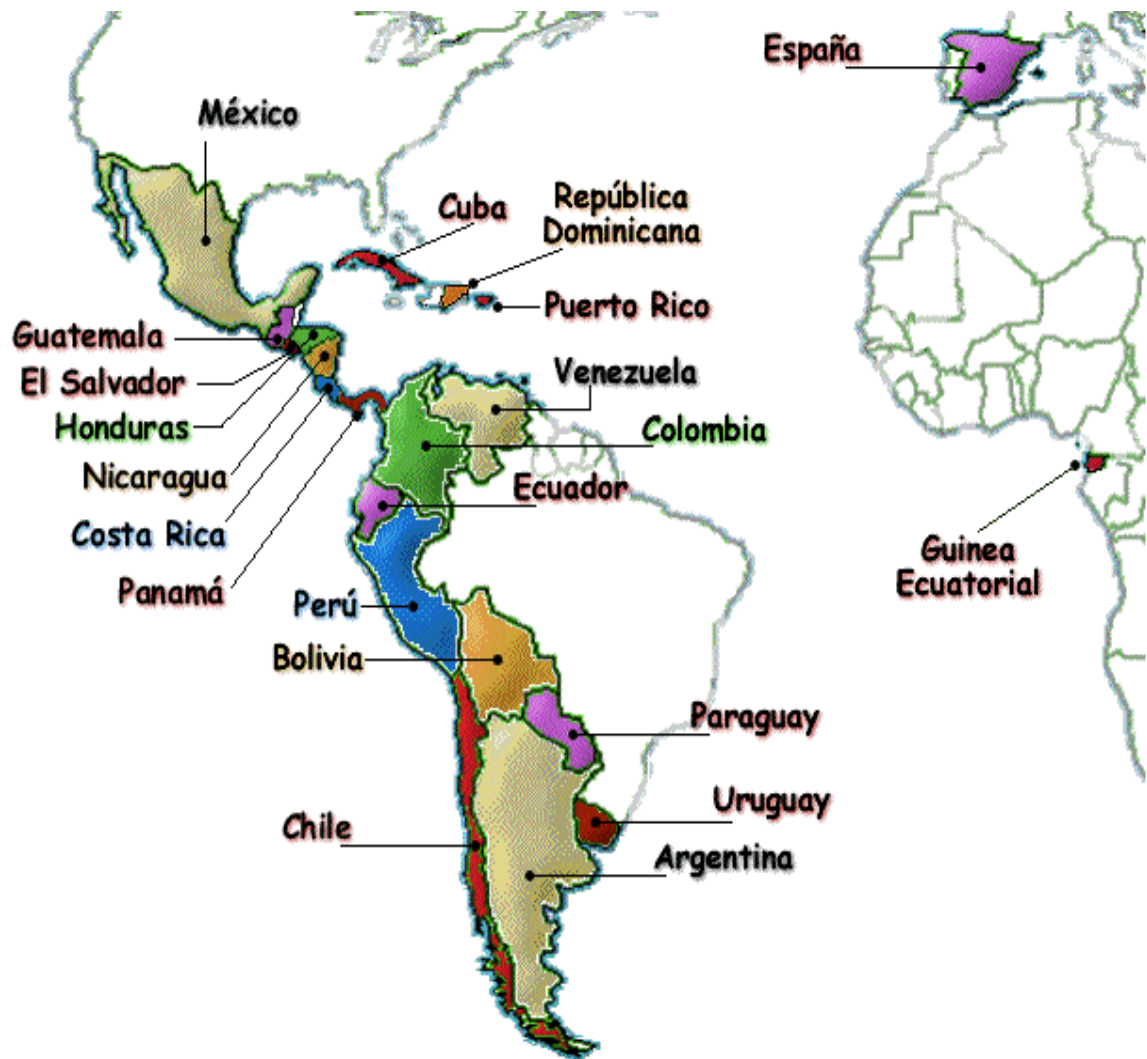 España
México
Cuba
República
Dominicana
Puerto Rico
Guatemala
El Salvador
Honduras
Nicaragua
Costa Rica
Panamá
Venezuela
Colombia
Ecuador
Guinea
Ecuatorial
Perú
Bolivia
Paraguay
Uruguay
Chile
Argentina